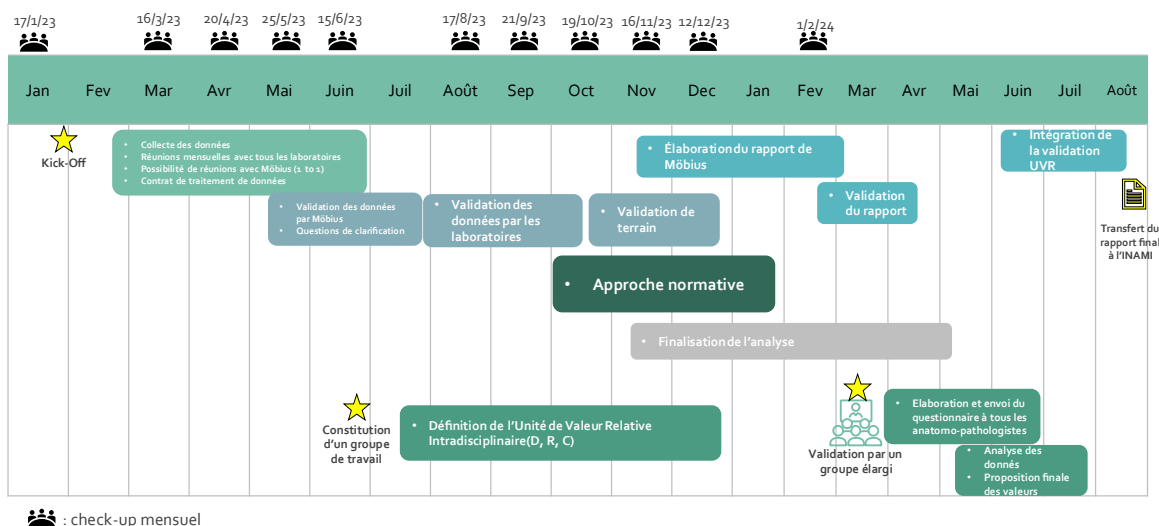 17/1/23 16/3/23 20/4/23 25/5/23 15/6/23 17/8/23 21/9/23 19/10/23 16/11/23 12/12/23 1/2/24
Jan Fev Mar Avr Mai Juin Juil Août Sep Oct Nov Dec Jan Fev Mar Avr Mai Juin Juil Août
Kick-Off
• Collecte des données
• Réunions mensuelles avec tous les laboratoires
• Possibilité de réunions avec Möbius (1 to 1)
• Contrat de traitement de données
• Élaboration du rapport de
Möbius
• Intégration de
la validation
UVR
• Validation des données
par Möbius
• Questions de clarification
• Validation des
données par les
laboratoires
• Validation de
terrain
• Validation
du rapport
Transfert du
rapport final
à l'INAMI
• Approche normative
• Finalisation de l'analyse
Constitution
d'un groupe
de travail
• Définition de l'Unité de Valeur Relative
Intradisciplinaire(D, R, C)
Validation par un
groupe élargi
• Elaboration et envoi du
questionnaire à tous les
anatomo-pathologistes
• Analyse des
donnés
• Proposition finale
des valeurs
: check-up mensuel